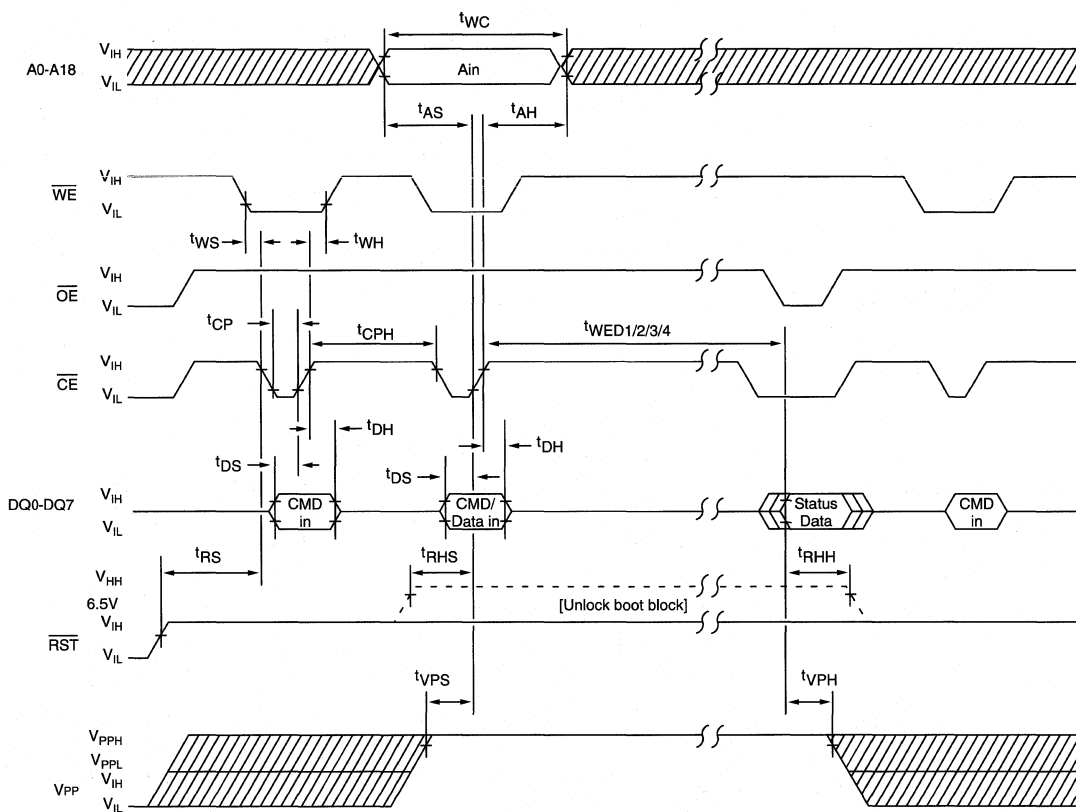 tWC
VIH
A0-A18
Ain
VIL
tAS
tAH
VIH
WE
VIL
tWS
tWH
VIH
OE
VIL
tCP
tCPH
tWED1/2/3/4
VIH
CE
VIL
tDH
tDH
tDS
tDS
VIH
DQ0-DQ7
CMD
in
CMD/
Data in
Status
Data
CMD
in
VIL
tRS
tRHS
tRHH
VHH
6.5V
[Unlock boot block]
VIH
RST
VIL
tVPS
tVPH
VPPH
VPPL
VPP
VIH
VIL